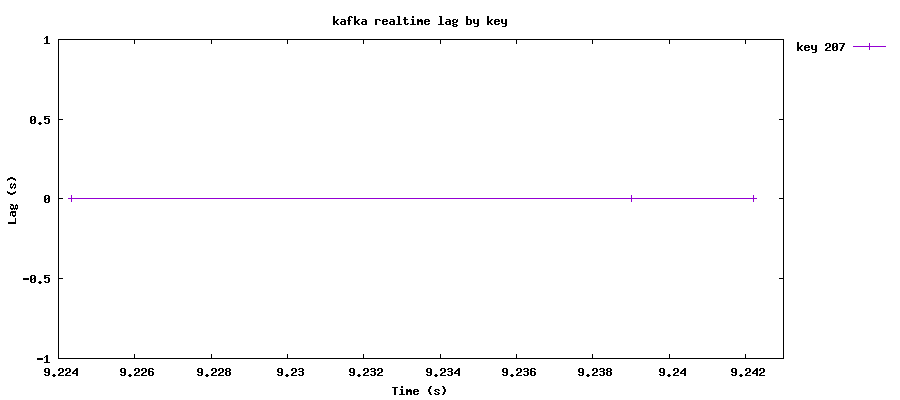 kafka realtime lag by key
key 207
1
0.5
0
-0.5
-1
Lag (s)
9.224 9.226 9.228 9.23 9.232 9.234 9.236 9.238 9.24 9.242
Time (s)